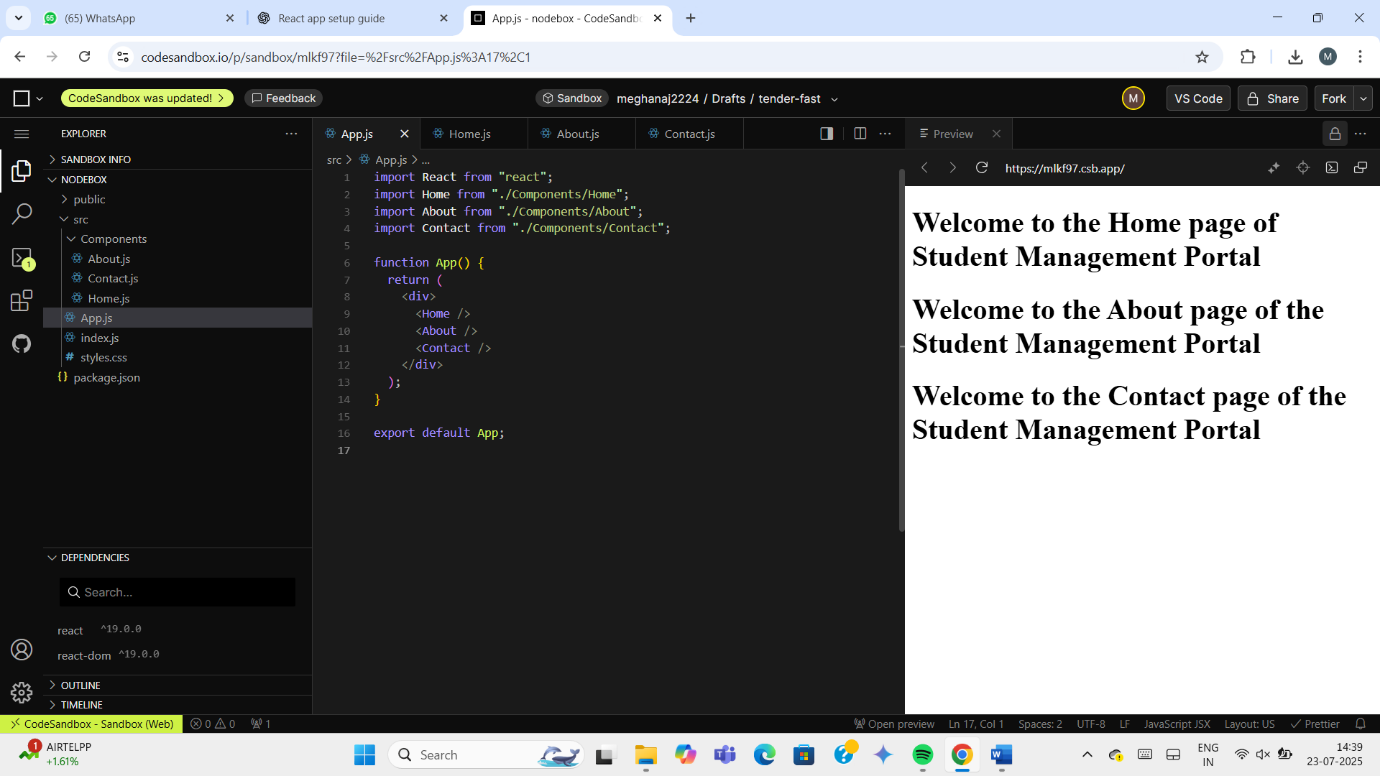 (65) WhatsApp
React app setup guide
App.js - nodebox - CodeSandb
codesandbox.io/p/sandbox/mlkf97?file=%2Fsrc%2FApp.js%3A17%2C1
M
CodeSandbox was updated!
Feedback
Sandbox
meghanaj2224 / Drafts / tender-fast
M
VS Code
Share
Fork
EXPLORER
SANDBOX INFO
NODEBOX
public
src
Components
About.js
Contact.js
Home.js
App.js
index.js
# styles.css
{} package.json
1
DEPENDENCIES
Search...
react ^19.0.0
react-dom ^19.0.0
OUTLINE
TIMELINE
App.js
Home.js
About.js
Contact.js
src > App.js > ...
1 import React from "react";
2 import Home from "./Components/Home";
3 import About from "./Components/About";
4 import Contact from "./Components/Contact";
5
6 function App() {
7 return (
8 <div>
9 <Home />
10 <About />
11 <Contact />
12 </div>
13 );
14 }
15
16 export default App;
17
Preview
https://mlkf97.csb.app/
Welcome to the Home page of
Student Management Portal
Welcome to the About page of the
Student Management Portal
Welcome to the Contact page of the
Student Management Portal
CodeSandbox - Sandbox (Web)
0 0
1
Open preview
Ln 17, Col 1
Spaces: 2
UTF-8
LF
JavaScript JSX
Layout: US
Prettier
1
AIRTELPP
+1.61%
Search
ENG
IN
14:39
23-07-2025